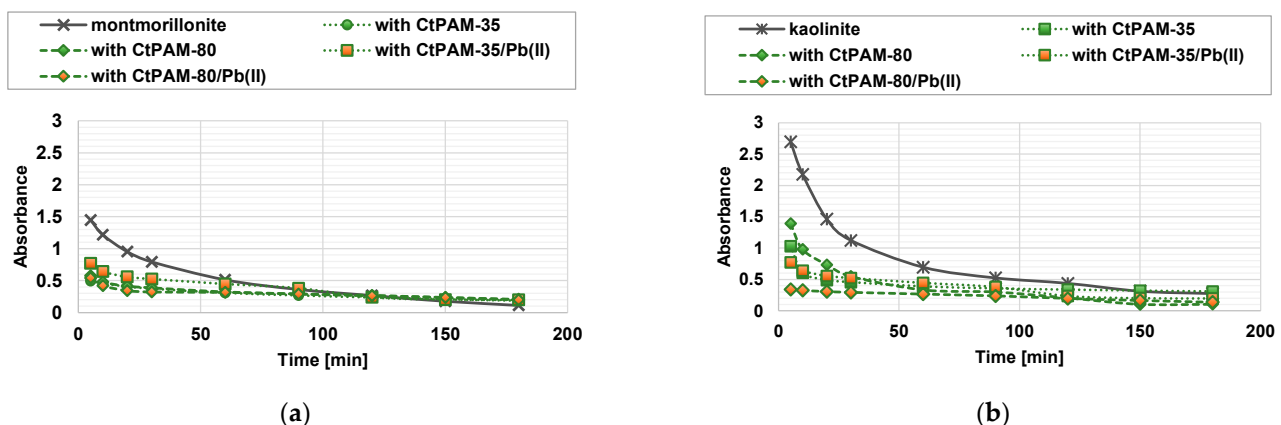 montmorillonite
with CtPAM-35
with CtPAM-80
with CtPAM-35/Pb(II)
with CtPAM-80/Pb(II)
3
2.5
2
1.5
1
0.5
0
Absorbance
0
50
100
150
200
Time [min]
(a)
kaolinite
with CtPAM-35
with CtPAM-80
with CtPAM-35/Pb(II)
with CtPAM-80/Pb(II)
3
2.5
2
1.5
1
0.5
0
Absorbance
0
50
100
150
200
Time [min]
(b)